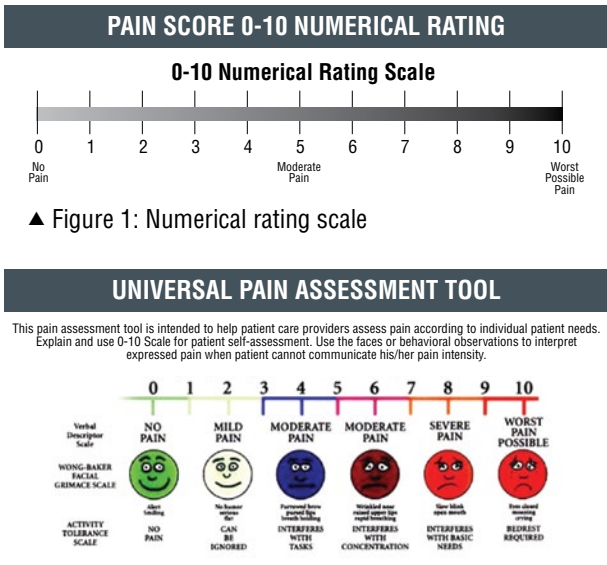 PAIN SCORE 0-10 NUMERICAL RATING
0-10 Numerical Rating Scale
0 1 2 3 4 5 6 7 8 9 10
No Pain
Moderate Pain
Worst Possible Pain
▲ Figure 1: Numerical rating scale
UNIVERSAL PAIN ASSESSMENT TOOL
This pain assessment tool is intended to help patient care providers assess pain according to individual patient needs.
Explain and use 0-10 Scale for patient self-assessment. Use the faces or behavioral observations to interpret
expressed pain when patient cannot communicate his/her pain intensity.
0 1 2 3 4 5 6 7 8 9 10
Verbal Descriptor Scale
NO PAIN
MILD PAIN
MODERATE PAIN
MODERATE PAIN
SEVERE PAIN
WORST PAIN POSSIBLE
WONG-BAKER FACIAL GRIMACE SCALE
Alert smiling
No humor serious flat
Furrowed brow pursed lips breath holding
Wrinkled nose raised upper lips rapid breathing
Slow blink open mouth
Eyes closed moaning crying
ACTIVITY TOLERANCE SCALE
NO PAIN
CAN BE IGNORED
INTERFERES WITH TASKS
INTERFERES WITH CONCENTRATION
INTERFERES WITH BASIC NEEDS
BEDREST REQUIRED